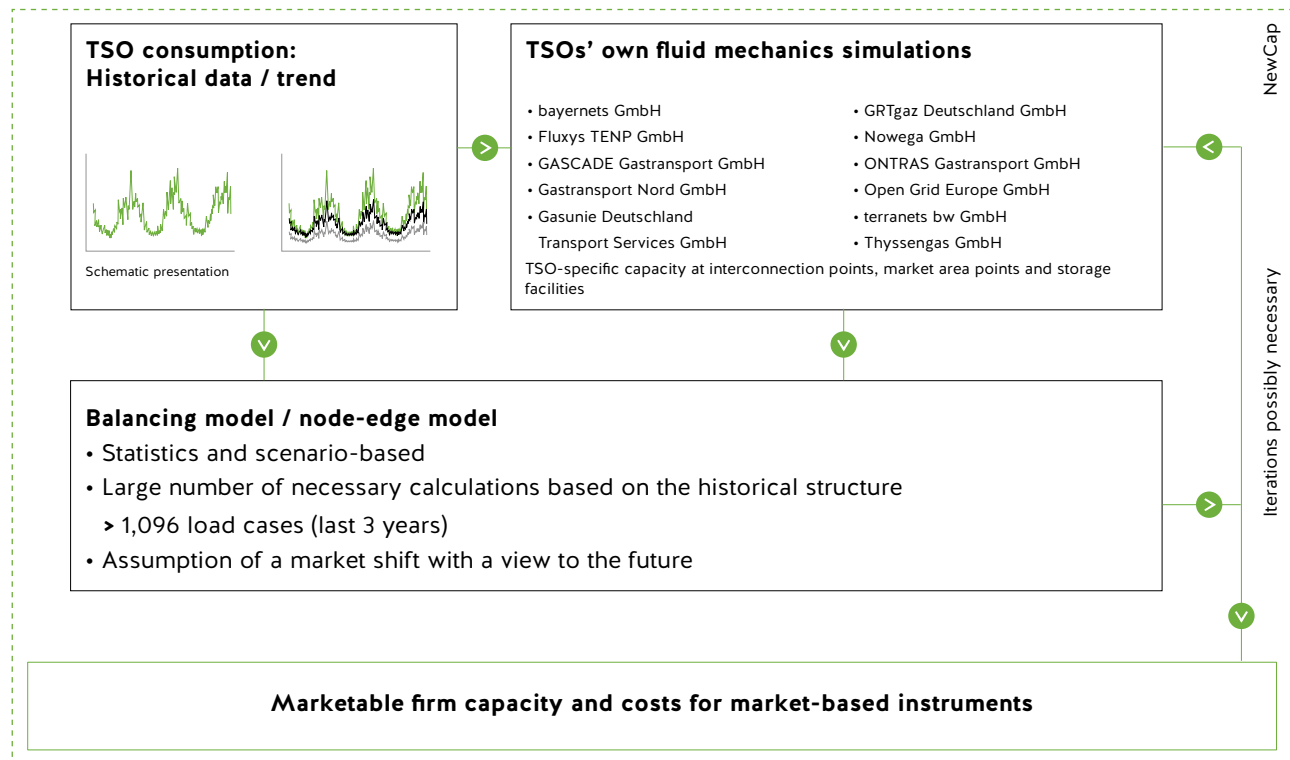 TSO consumption:
Historical data / trend
Schematic presentation
TSOs’ own fluid mechanics simulations
• bayernets GmbH
• Fluxys TENP GmbH
• GASCADE Gastransport GmbH
• Gastransport Nord GmbH
• Gasunie Deutschland
Transport Services GmbH
• GRTgaz Deutschland GmbH
• Nowega GmbH
• ONTRAS Gastransport GmbH
• Open Grid Europe GmbH
• terranets bw GmbH
• Thyssengas GmbH
TSO-specific capacity at interconnection points, market area points and storage
facilities
NewCap
Iterations possibly necessary
Balancing model / node-edge model
• Statistics and scenario-based
• Large number of necessary calculations based on the historical structure
> 1,096 load cases (last 3 years)
• Assumption of a market shift with a view to the future
Marketable firm capacity and costs for market-based instruments